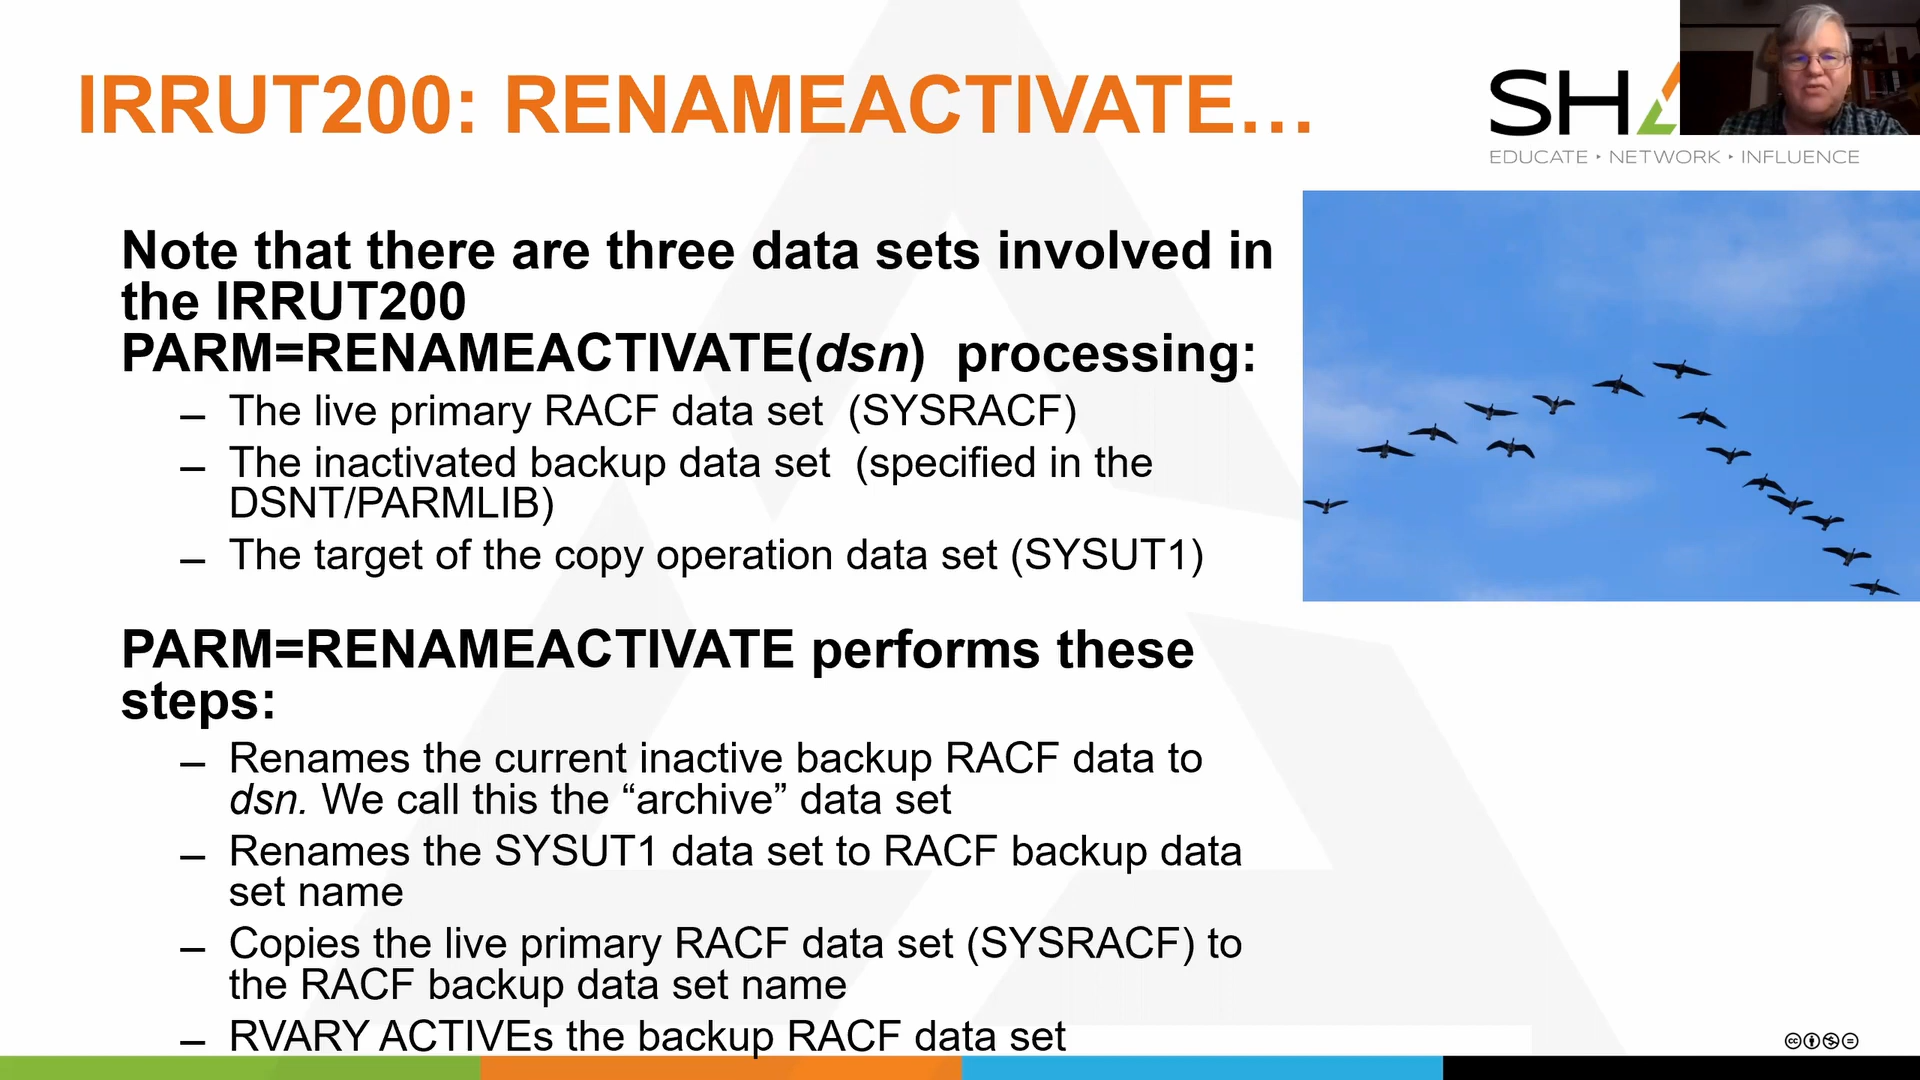 IRRUT200: RENAMEACTIVATE…
SH
EDUCATE • NETWORK • INFLUENCE
Note that there are three data sets involved in
the IRRUT200
PARM=RENAMEACTIVATE(dsn)  processing:
– The live primary RACF data set  (SYSRACF)
– The inactivated backup data set  (specified in the
DSNT/PARMLIB)
– The target of the copy operation data set (SYSUT1)
PARM=RENAMEACTIVATE performs these
steps:
– Renames the current inactive backup RACF data to
dsn. We call this the “archive” data set
– Renames the SYSUT1 data set to RACF backup data
set name
– Copies the live primary RACF data set (SYSRACF) to
the RACF backup data set name
– RVARY ACTIVEs the backup RACF data set